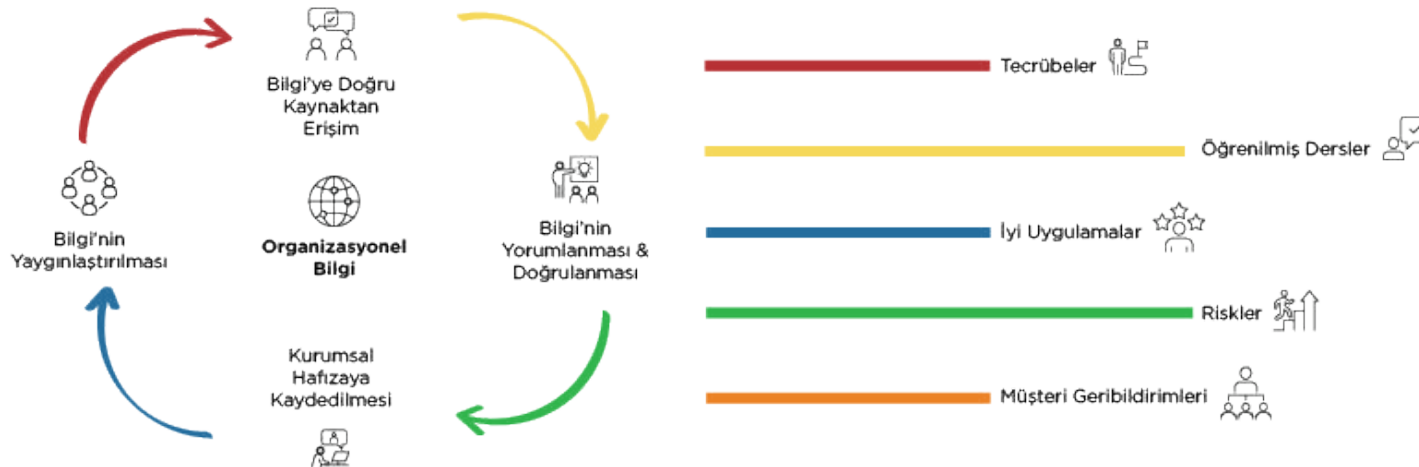 Bilgi'ye Doğru
Kaynaktan
Erişim
Bilgi'nin
Yorumlanması &
Doğrulanması
Kurumsal
Hafızaya
Kaydedilmesi
Bilgi'nin
Yaygınlaştırılması
Organizasyonel
Bilgi
Tecrübeler
Öğrenilmiş Dersler
İyi Uygulamalar
Riskler
Müşteri Geribildirimleri